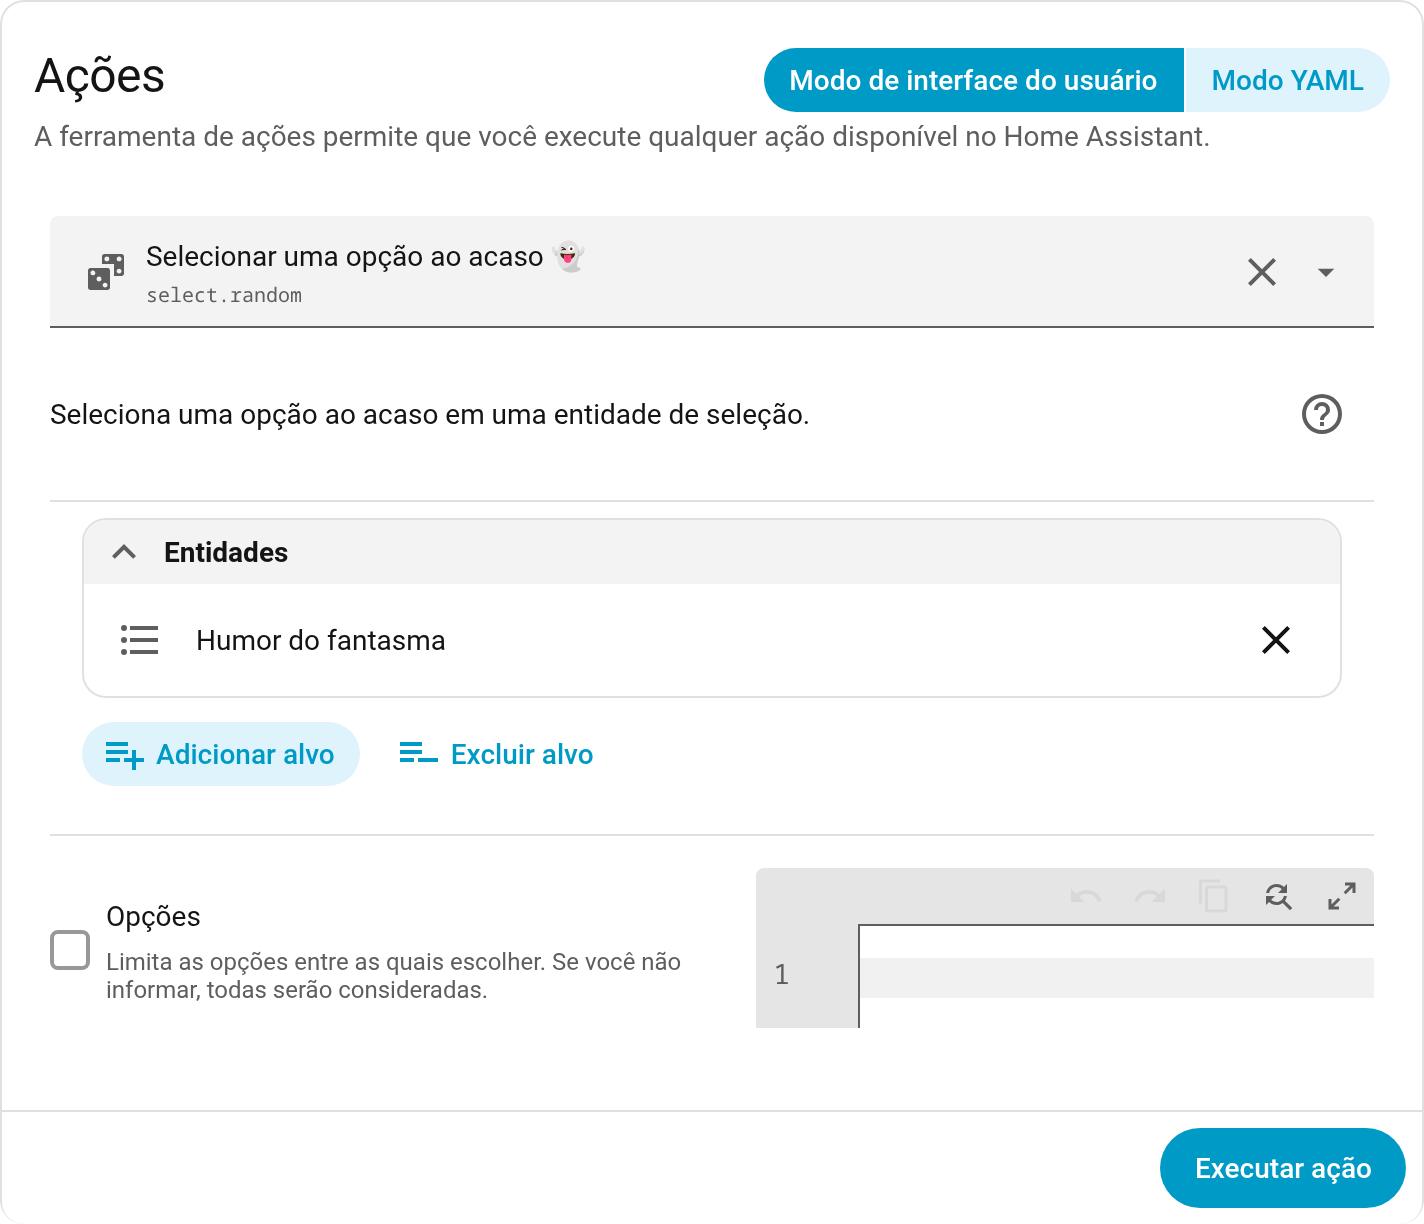 Ações
Modo de interface do usuário
Modo YAML
A ferramenta de ações permite que você execute qualquer ação disponível no Home Assistant.
Selecionar uma opção ao acaso 👻
select.random
Seleciona uma opção ao acaso em uma entidade de seleção.
Entidades
Humor do fantasma
Adicionar alvo
Excluir alvo
Opções
Limita as opções entre as quais escolher. Se você não
informar, todas serão consideradas.
1
Executar ação